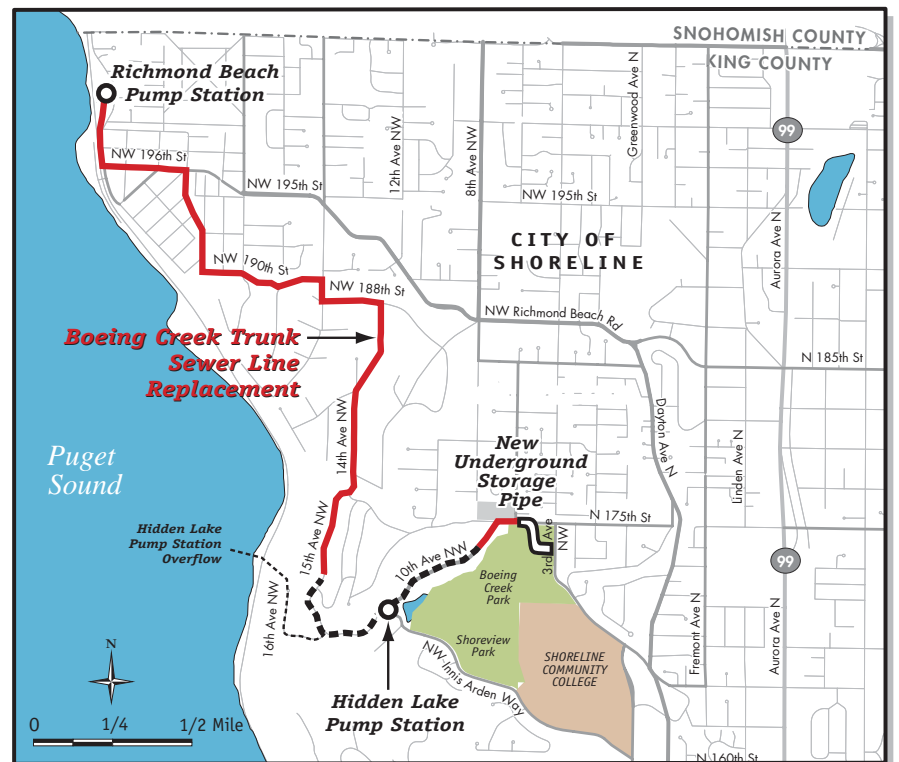 SNOHOMISH COUNTY
KING COUNTY
Richmond Beach
Pump Station
NW 196th St
NW 195th St
12th Ave NW
8th Ave NW
Greenwood Ave N
99
NW 195th St
CITY OF
SHORELINE
Aurora Ave N
NW 190th St
NW 188th St
NW Richmond Beach Rd
N 185th St
Boeing Creek Trunk
Sewer Line
Replacement
14th Ave NW
Dayton Ave N
Linden Ave N
Puget
Sound
New
Underground
Storage
Pipe
N 175th St
3rd Ave
NW
Hidden Lake
Pump Station
Overflow
15th Ave NW
10th Ave NW
99
Boeing
Creek
Park
16th Ave NW
Shoreview
Park
SHORELINE
COMMUNITY
COLLEGE
Fremont Ave N
Aurora Ave N
NW Innis Arden Way
N
Hidden Lake
Pump Station
0 1/4 1/2 Mile
N 160th St